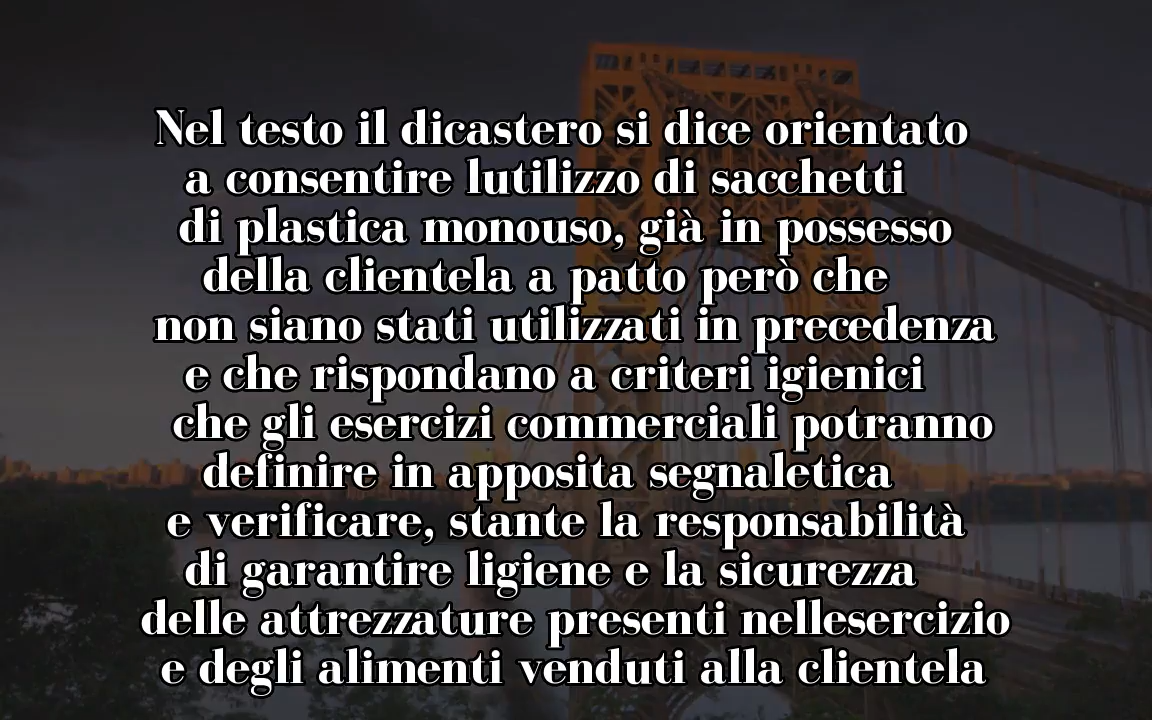 Nel testo il dicastero si dice orientato
a consentire lutilizzo di sacchetti
di plastica monouso, già in possesso
della clientela a patto però che
non siano stati utilizzati in precedenza
e che rispondano a criteri igienici
che gli esercizi commerciali potranno
definire in apposita segnaletica
e verificare, stante la responsabilità
di garantire ligiene e la sicurezza
delle attrezzature presenti nellesercizio
e degli alimenti venduti alla clientela